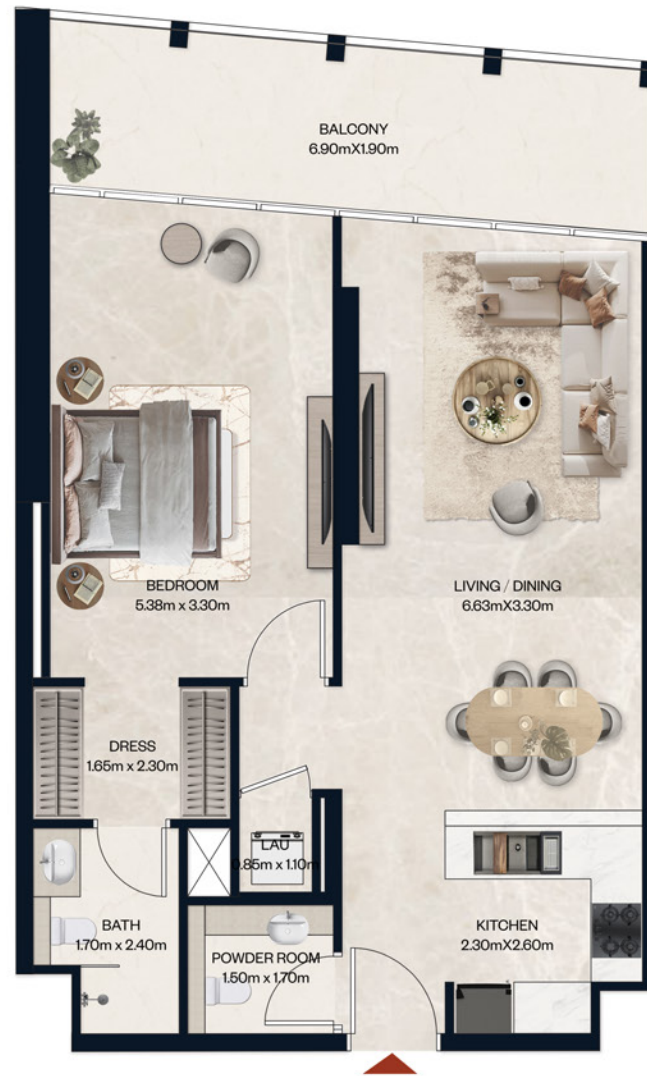 BALCONY
6.90mX1.90m
BEDROOM
5.38m x 3.30m
LIVING / DINING
6.63mX3.30m
DRESS
1.65m x 2.30m
LAU
0.85m x 1.10m
BATH
1.70m x 2.40m
POWDER ROOM
1.50m x 1.70m
KITCHEN
2.30mX2.60m